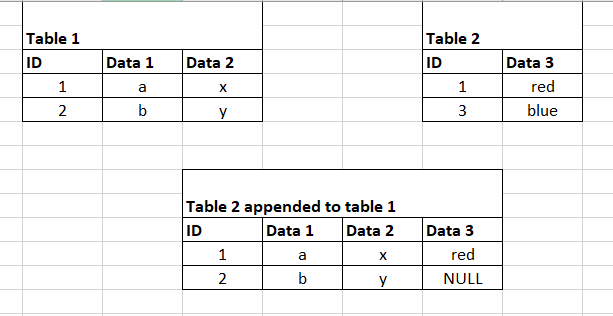 Table 1
ID Data 1 Data 2
1 a x
2 b y
Table 2
ID Data 3
1 red
3 blue
Table 2 appended to table 1
ID Data 1 Data 2 Data 3
1 a x red
2 b y NULL